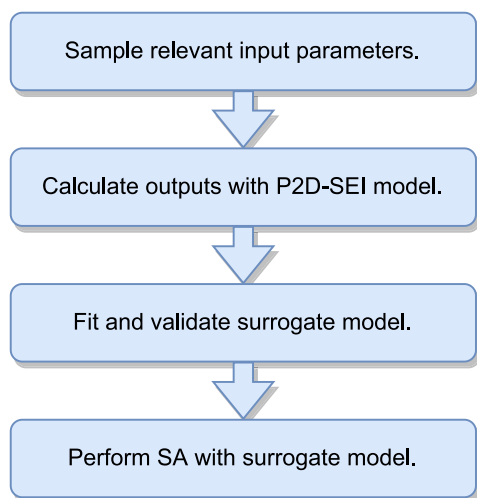 Sample relevant input parameters.
Calculate outputs with P2D-SEI model.
Fit and validate surrogate model.
Perform SA with surrogate model.